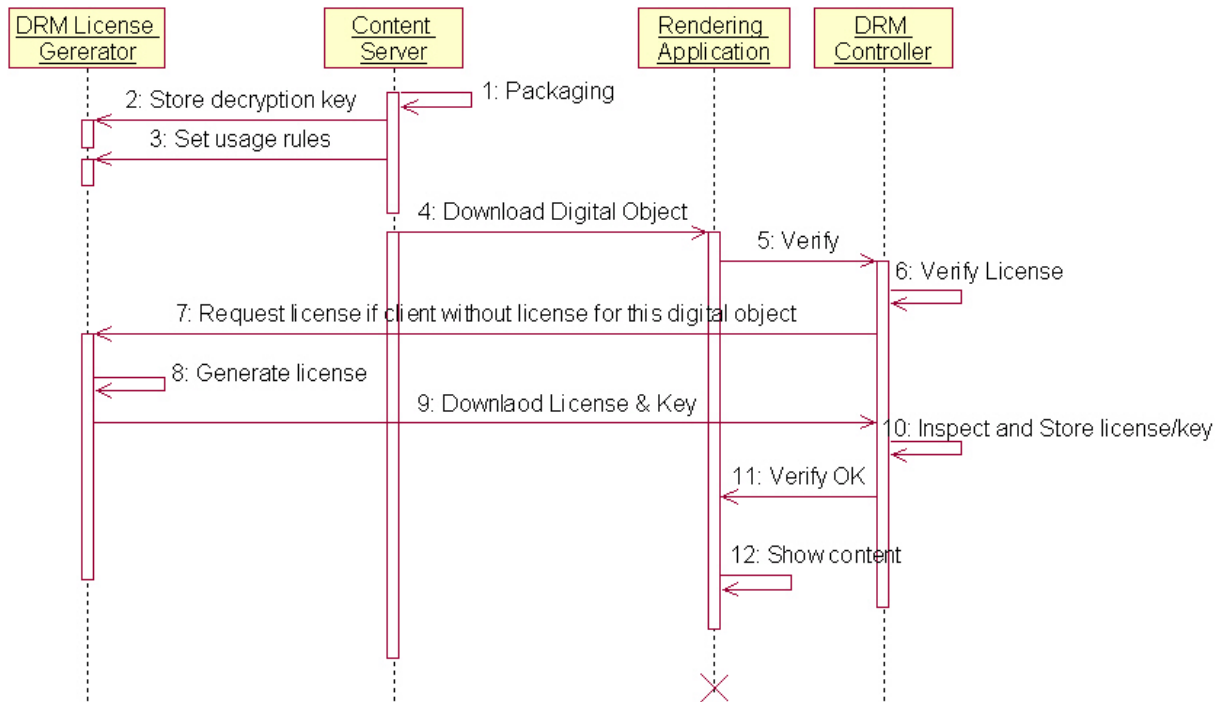 DRM License
Gererator
Content
Server
Rendering
Application
DRM
Controller
1: Packaging
2: Store decryption key
3: Set usage rules
4: Download Digital Object
5: Verify
6: Verify License
7: Request license if client without license for this digital object
8: Generate license
9: Downlaod License & Key
10: Inspect and Store license/key
11: Verify OK
12: Show content